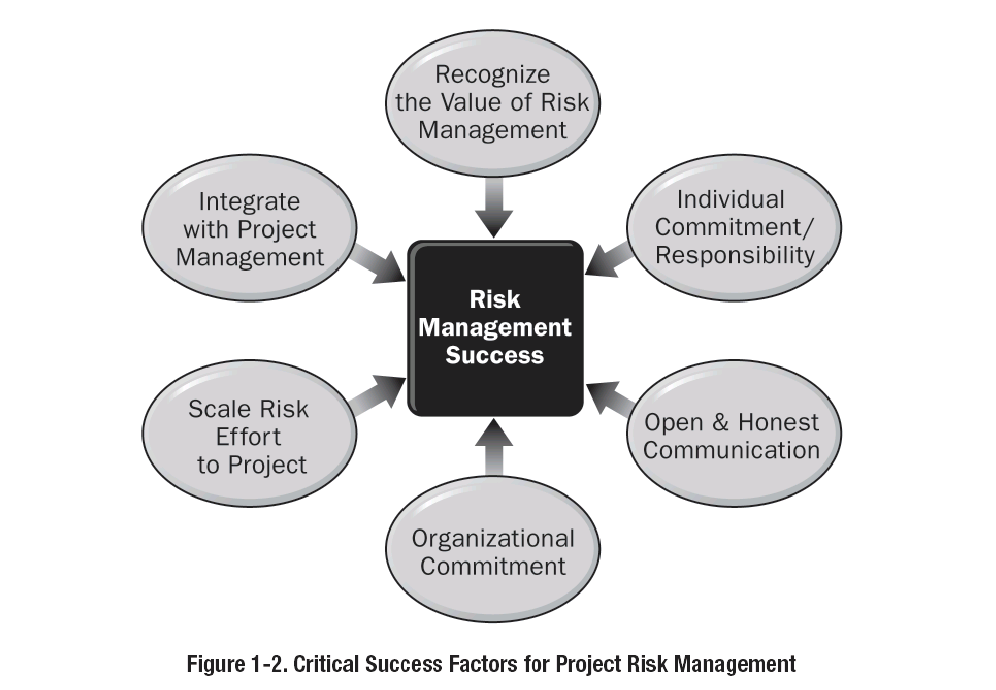 Recognize
the Value of Risk
Management
Individual
Commitment/
Responsibility
Open & Honest
Communication
Organizational
Commitment
Scale Risk
Effort
to Project
Integrate
with Project
Management
Risk
Management
Success
Figure 1-2. Critical Success Factors for Project Risk Management